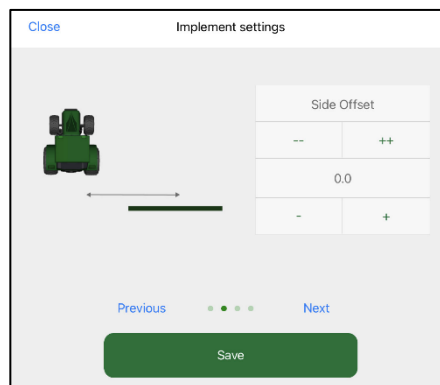 Close Implement settings
Side Offset
-- ++
0.0
- +
Previous Next
Save